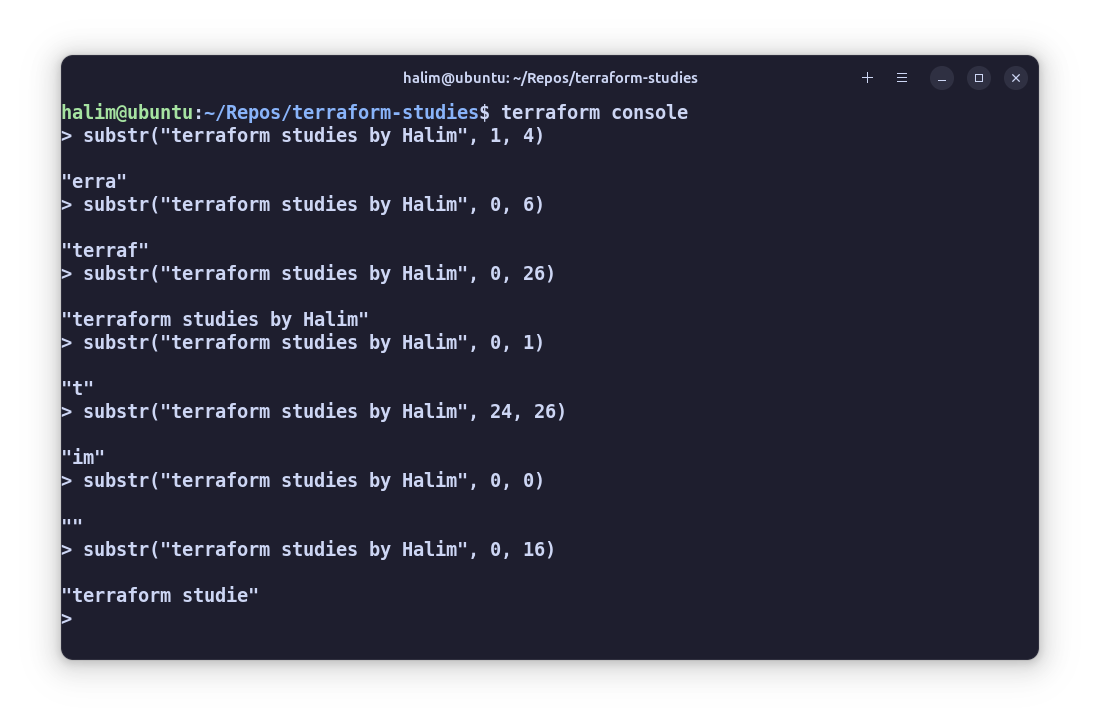 halim@ubuntu: ~/Repos/terraform-studies
halim@ubuntu:~/Repos/terraform-studies$ terraform console
> substr("terraform studies by Halim", 1, 4)
"erra"
> substr("terraform studies by Halim", 0, 6)
"terraf"
> substr("terraform studies by Halim", 0, 26)
"terraform studies by Halim"
> substr("terraform studies by Halim", 0, 1)
"t"
> substr("terraform studies by Halim", 24, 26)
"im"
> substr("terraform studies by Halim", 0, 0)
""
> substr("terraform studies by Halim", 0, 16)
"terraform studie"
>